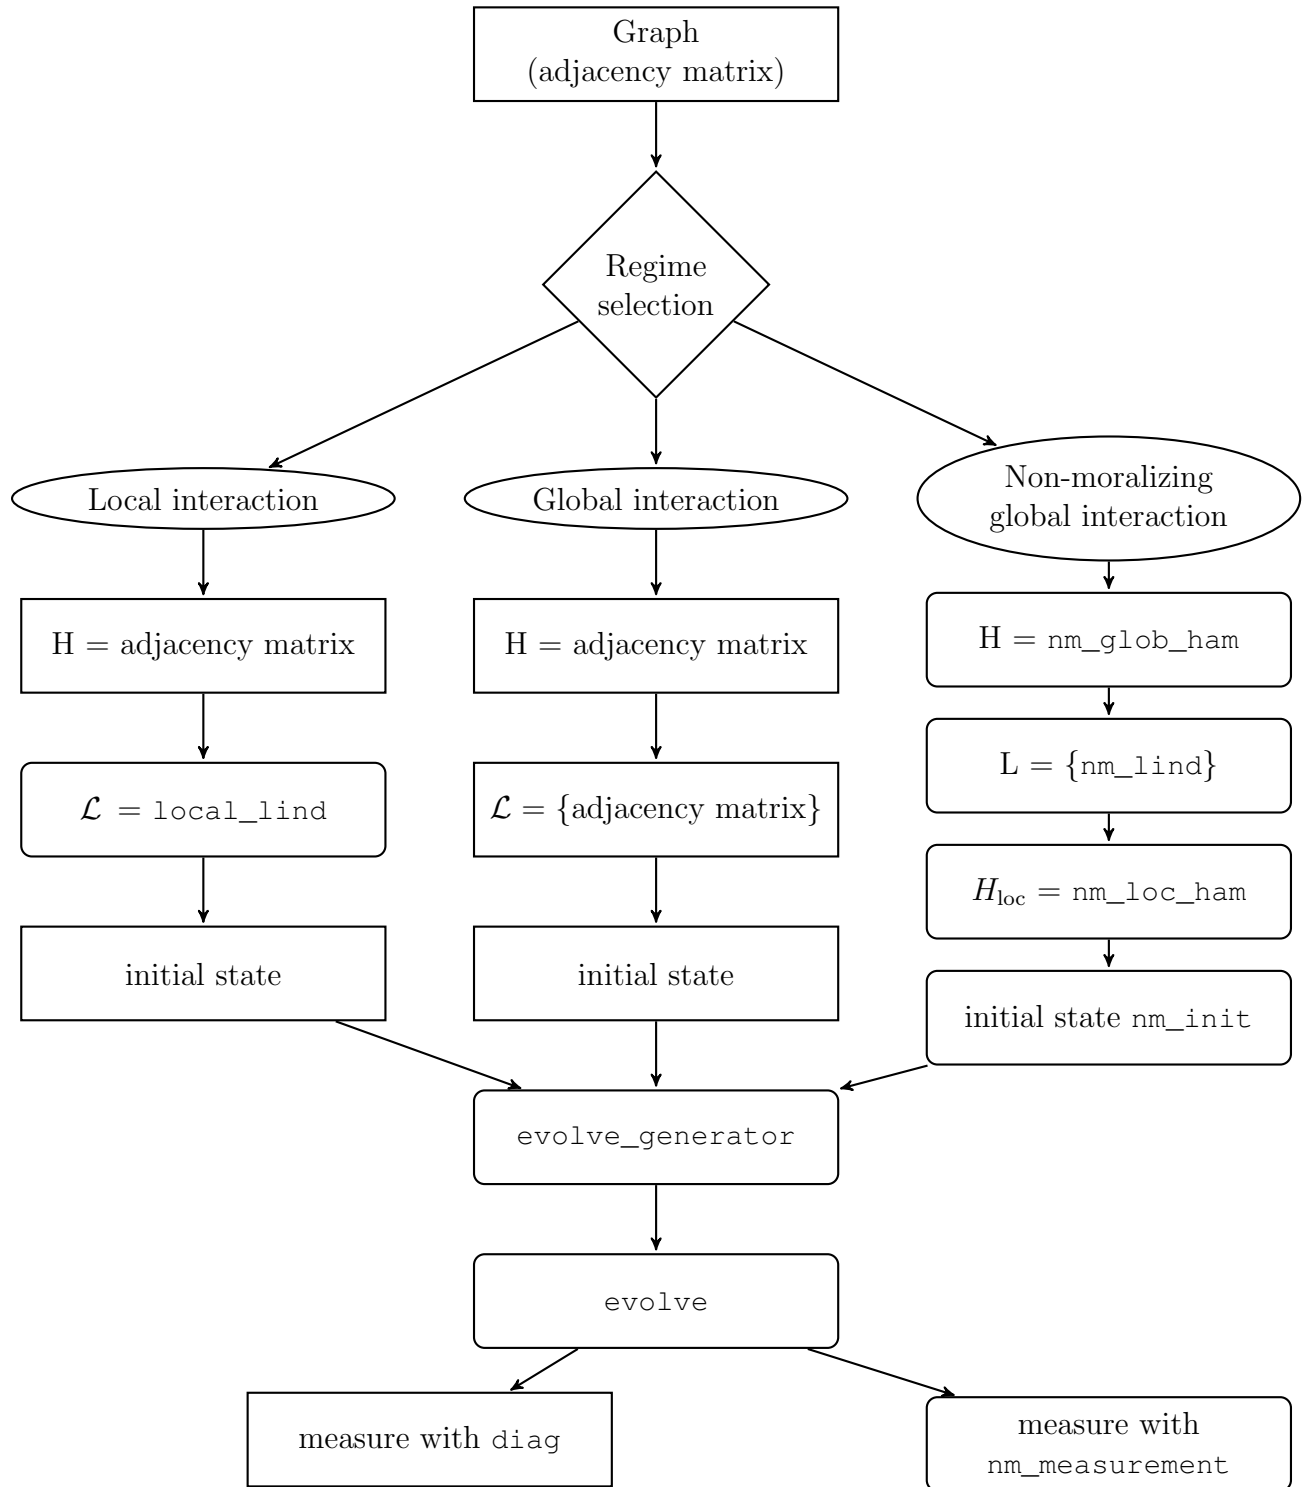 Graph
(adjacency matrix)
Regime
selection
Local interaction
Global interaction
Non-moralizing
global interaction
H = adjacency matrix
H = adjacency matrix
H = nm_glob_ham
ℒ = local_lind
ℒ = {adjacency matrix}
L = {nm_lind}
H_loc = nm_loc_ham
initial state
initial state
initial state nm_init
evolve_generator
evolve
measure with diag
measure with
nm_measurement